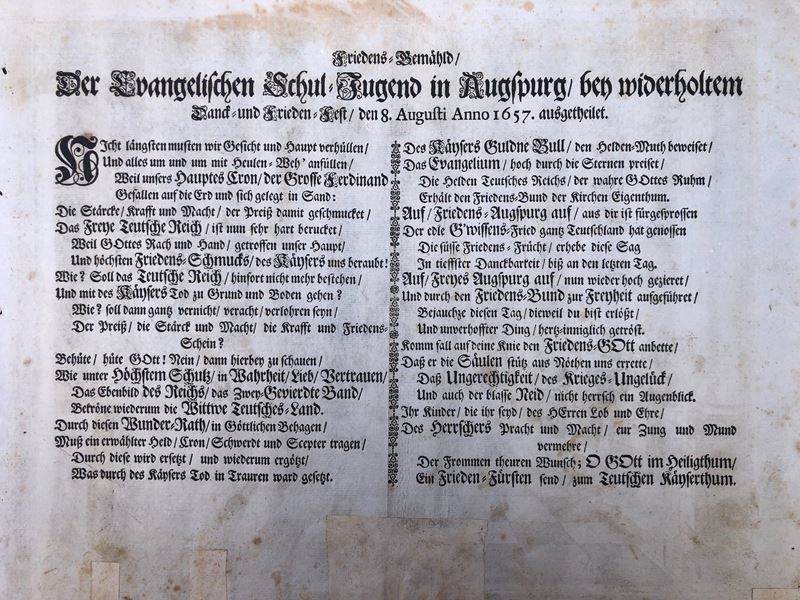 Friedens-Gemähld/
Der Evangelischen Schul-Jugend in Augspurg/ bey widerholtem
Danck-und Frieden-Fest/ den 8. Augusti Anno 1657. ausgetheilet.
NIcht längsten musten wir Gesicht und Haupt verhüllen/
Und alles um und um mit Heulen-Weh' anfüllen/
Weil unsers Hauptes Cron/ der Grosse Ferdinand
Gefallen auf die Erd und sich gelegt in Sand:
Die Stärcke/ Krafft und Macht/ der Preiß damit geschmucket/
Das Freye Teutsche Reich/ ist nun sehr hart berucket/
Weil GOttes Rach und Hand/ getroffen unser Haupt/
Und höchsten Friedens-Schmucks/ des Käysers uns beraubt!
Wie? Soll das Teutsche Reich/ hinfort nicht mehr bestehen/
Und mit des Käysers Tod zu Grund und Boden gehen?
Wie? soll dann gantz vernicht/ veracht/ verlohren seyn/
Der Preiß/ die Stärck und Macht/ die Krafft und Friedens-
Schein?
Behüte/ hüte GOtt! Nein/ dann hierbey zu schauen/
Wie unter Höchstem Schutz/ in Wahrheit/ Lieb/ Vertrauen/
Das Ebenbild des Reichs/ das Zwey-Gevierdte Band/
Betröne wiederum die Wittwe Teutsches-Land.
Durch diesen Wunder-Rath/ in Göttlichen Behagen/
Muß ein erwählter Held/ Cron/ Schwerdt und Scepter tragen/
Durch diese wird ersetzt/ und wiederum ergötzt/
Was durch des Käysers Tod in Trauren ward gesetzt.
Des Käysers Guldne Bull/ den Helden-Muth beweiset/
Das Evangelium/ hoch durch die Sternen preiset/
Die Helden Teutsches Reichs/ der wahre GOttes Ruhm/
Erhält den Friedens-Bund der Kirchen Eigenthum.
Auf/ Friedens-Augspurg auf/ aus dir ist fürgesprossen
Der edle G'wissens-Fried gantz Teutschland hat genossen
Die süsse Friedens-Frücht/ erhebe diese Sag
In tieffster Danckbarkeit/ biß an den letzten Tag.
Auf/ Freyes Augspurg auf/ nun wieder hoch gezieret/
Und durch den Friedens-Bund zur Freyheit aufgeführet/
Bejauchze diesen Tag/ dieweil du bist erlößt/
Und unverhoffter Ding/ hertz-inniglich getröst.
Komm fall auf deine Knie den Friedens-GOtt anbette/
Daß er die Säulen stütz aus Nöthen uns errette/
Daß Ungerechtigkeit/ des Krieges-Ungelück/
Und auch der blasse Neid/ nicht herrsch ein Augenblick.
Ihr Kinder/ die ihr seyd/ des HErren Lob und Ehre/
Des Herrschers Pracht und Macht/ eur Zung und Mund
vermehre/
Der Frommen theuren Wunsch; O GOtt im Heiligthum/
Ein Frieden-Fürsten send/ zum Teutschen Käyserthum.